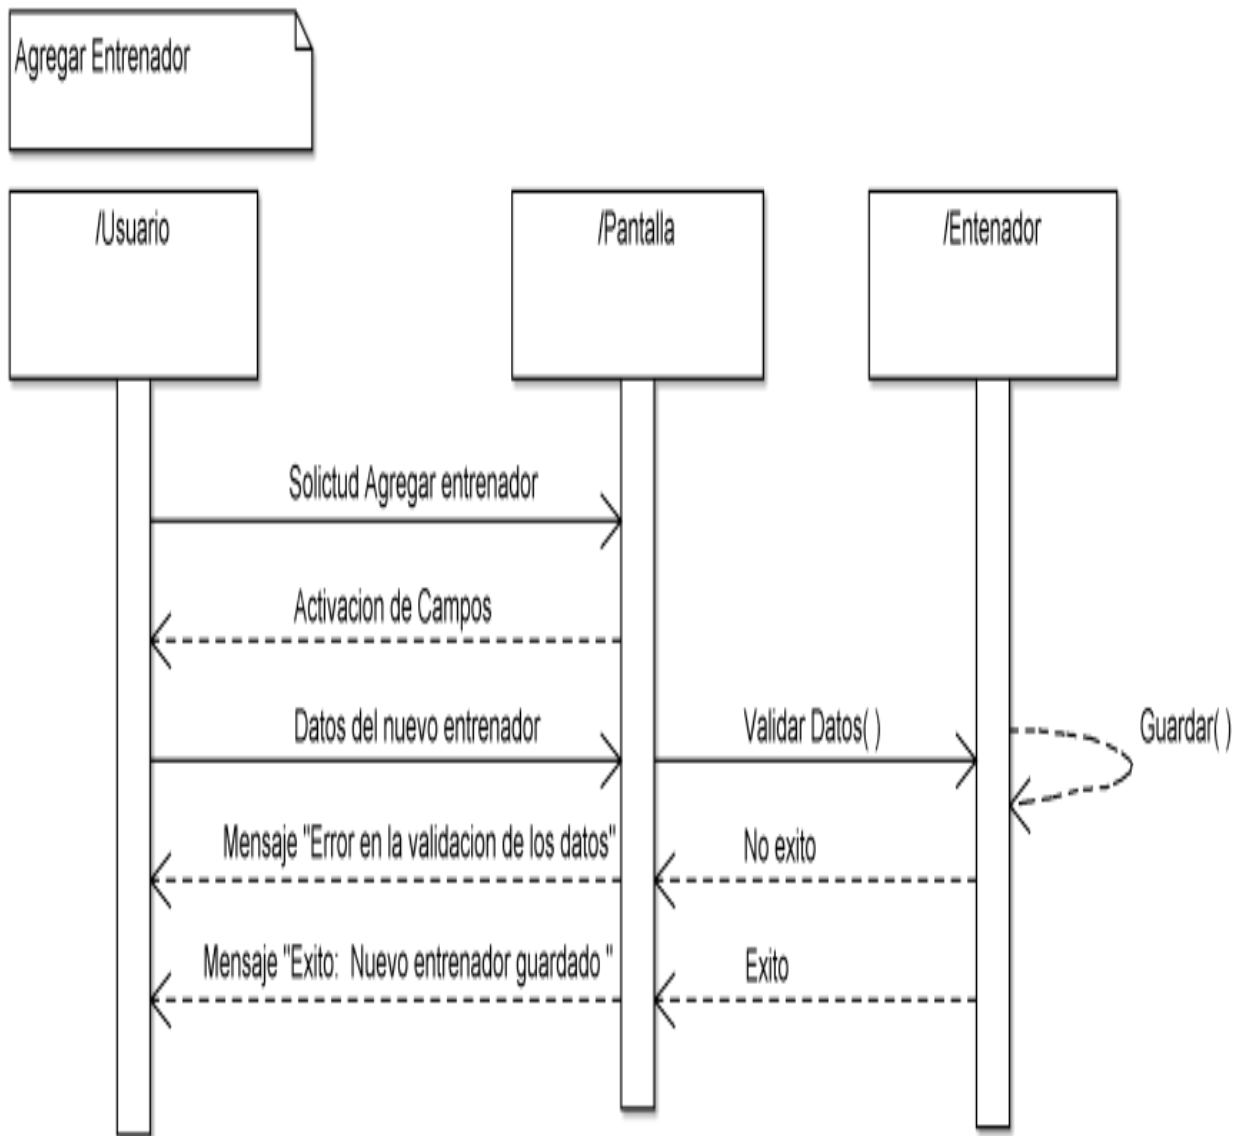 Agregar Entrenador
/Usuario
/Pantalla
/Entenador
Solictud Agregar entrenador
Activacion de Campos
Datos del nuevo entrenador
Validar Datos( )
Guardar( )
Mensaje "Error en la validacion de los datos"
No exito
Mensaje "Exito:  Nuevo entrenador guardado "
Exito